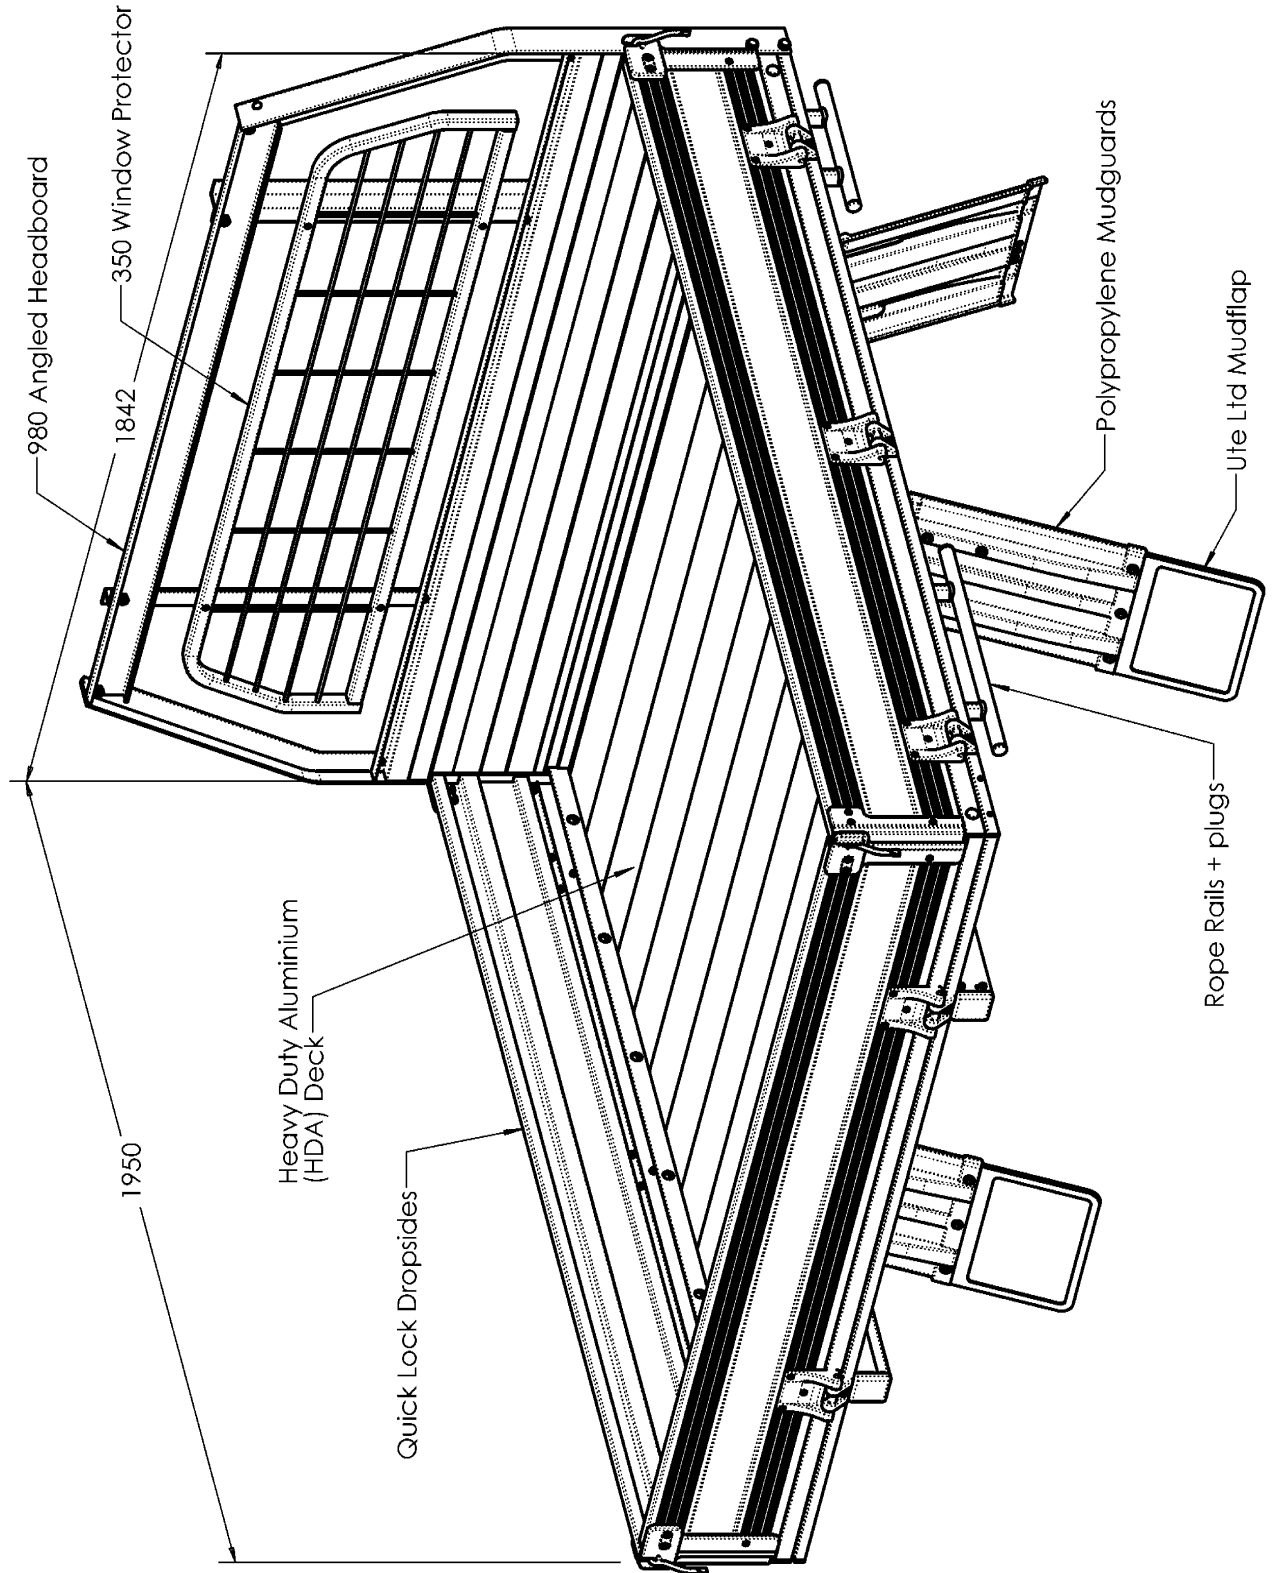 980 Angled Headboard
350 Window Protector
1842
1950
Heavy Duty Aluminium
(HDA) Deck
Quick Lock Dropsides
Polypropylene Mudguards
Ute Ltd Mudflap
Rope Rails + plugs